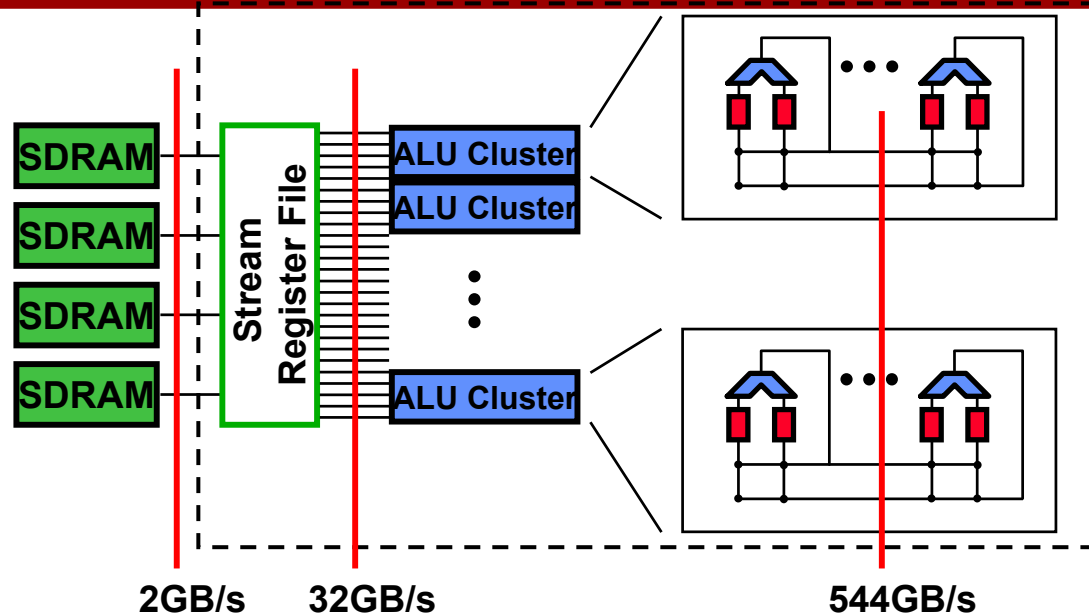 SDRAM
SDRAM
SDRAM
SDRAM
Stream
Register File
ALU Cluster
ALU Cluster
ALU Cluster
2GB/s
32GB/s
544GB/s